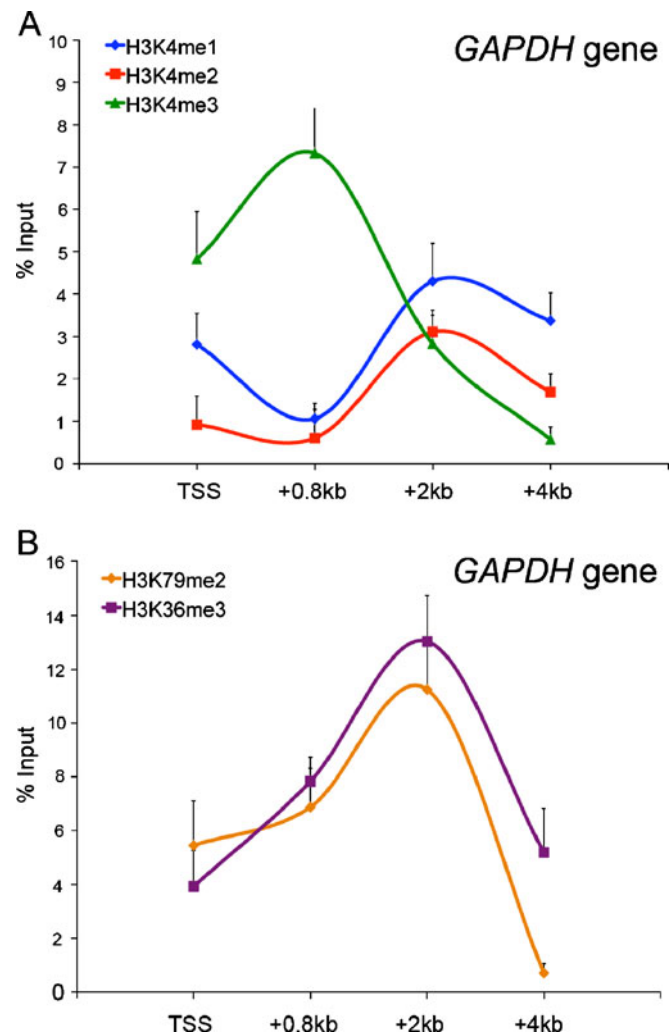 A
GAPDH gene
H3K4me1
H3K4me2
H3K4me3
% Input
10
9
8
7
6
5
4
3
2
1
0
TSS +0.8kb +2kb +4kb
B
GAPDH gene
H3K79me2
H3K36me3
% Input
16
14
12
10
8
6
4
2
0
TSS +0.8kb +2kb +4kb